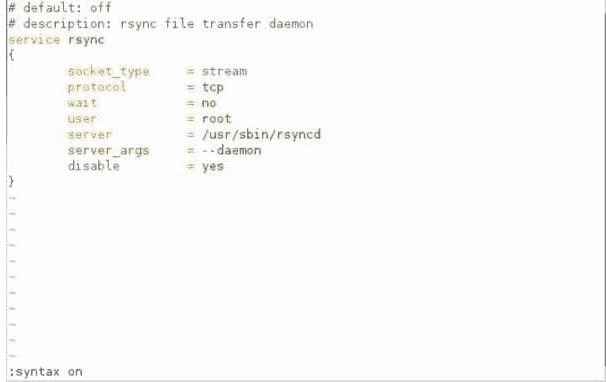 # default: off
# description: rsync file transfer daemon
service rsync
{
socket_type = stream
protocol = tcp
wait = no
user = root
server = /usr/sbin/rsyncd
server_args = --daemon
disable = yes
}
~
~
~
~
~
~
~
~
~
~
~
:syntax on